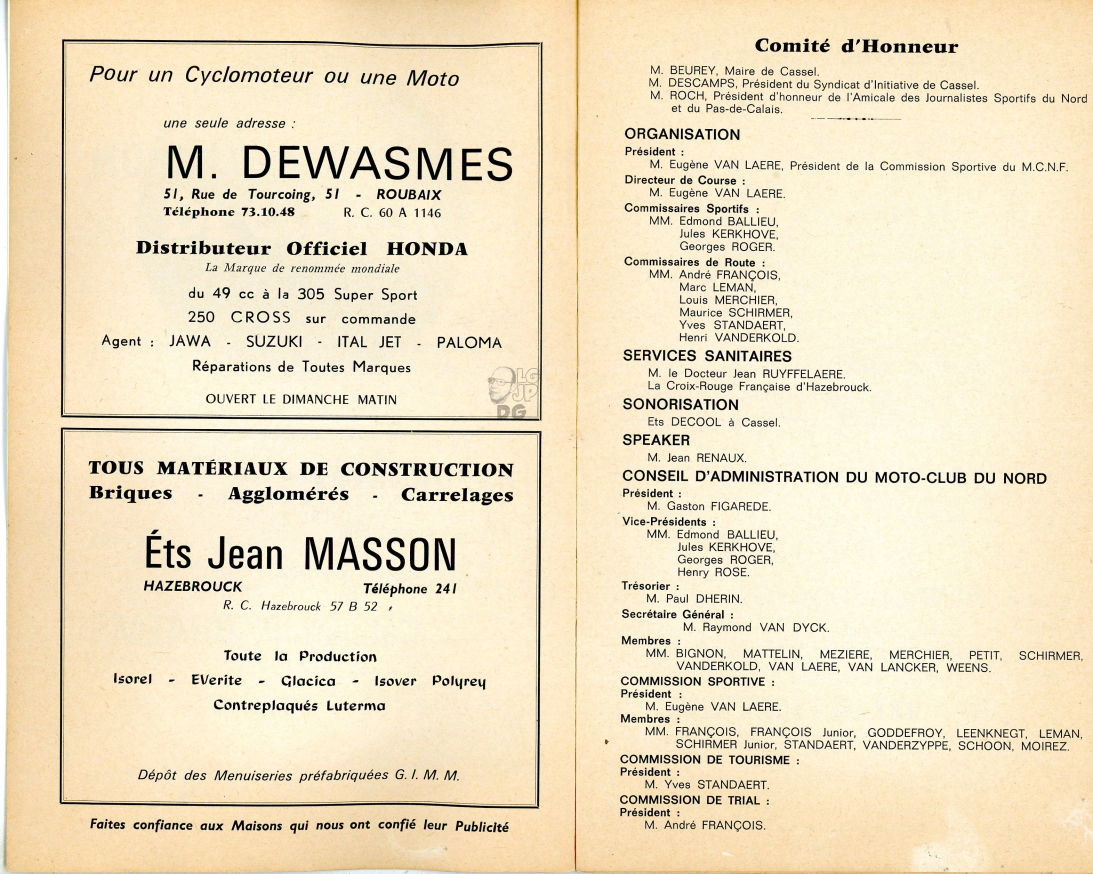 Pour un Cyclomoteur ou une Moto
une seule adresse :
M. DEWASMES
51, Rue de Tourcoing, 51 - ROUBAIX
Téléphone 73.10.48 R. C. 60 A 1146
Distributeur Officiel HONDA
La Marque de renommée mondiale
du 49 cc à la 305 Super Sport
250 CROSS sur commande
Agent : JAWA - SUZUKI - ITAL JET - PALOMA
Réparations de Toutes Marques
OUVERT LE DIMANCHE MATIN
LG
JP
DG
TOUS MATÉRIAUX DE CONSTRUCTION
Briques - Agglomérés - Carrelages
Éts Jean MASSON
HAZEBROUCK Téléphone 241
R. C. Hazebrouck 57 B 52
Toute la Production
Isorel - EVerite - Glacica - Isover Polyrey
Contreplaqués Luterma
Dépôt des Menuiseries préfabriquées G. I. M. M.
Faites confiance aux Maisons qui nous ont confié leur Publicité
Comité d'Honneur
M. BEUREY, Maire de Cassel.
M. DESCAMPS, Président du Syndicat d'Initiative de Cassel.
M. ROCH, Président d'honneur de l'Amicale des Journalistes Sportifs du Nord
et du Pas-de-Calais.
ORGANISATION
Président :
M. Eugène VAN LAERE, Président de la Commission Sportive du M.C.N.F.
Directeur de Course :
M. Eugène VAN LAERE.
Commissaires Sportifs :
MM. Edmond BALLIEU,
Jules KERKHOVE,
Georges ROGER.
Commissaires de Route :
MM. André FRANÇOIS,
Marc LEMAN,
Louis MERCHIER,
Maurice SCHIRMER,
Yves STANDAERT,
Henri VANDERKOLD.
SERVICES SANITAIRES
M. le Docteur Jean RUYFFELAERE.
La Croix-Rouge Française d'Hazebrouck.
SONORISATION
Ets DECOOL à Cassel.
SPEAKER
M. Jean RENAUX.
CONSEIL D'ADMINISTRATION DU MOTO-CLUB DU NORD
Président :
M. Gaston FIGAREDE.
Vice-Présidents :
MM. Edmond BALLIEU,
Jules KERKHOVE,
Georges ROGER,
Henry ROSE.
Trésorier :
M. Paul DHERIN.
Secrétaire Général :
M. Raymond VAN DYCK.
Membres :
MM. BIGNON, MATTELIN, MEZIERE, MERCHIER, PETIT, SCHIRMER,
VANDERKOLD, VAN LAERE, VAN LANCKER, WEENS.
COMMISSION SPORTIVE :
Président :
M. Eugène VAN LAERE.
Membres :
MM. FRANÇOIS, FRANÇOIS Junior, GODDEFROY, LEENKNEGT, LEMAN,
SCHIRMER Junior, STANDAERT, VANDERZYPPE, SCHOON, MOIREZ.
COMMISSION DE TOURISME :
Président :
M. Yves STANDAERT.
COMMISSION DE TRIAL :
Président :
M. André FRANÇOIS.